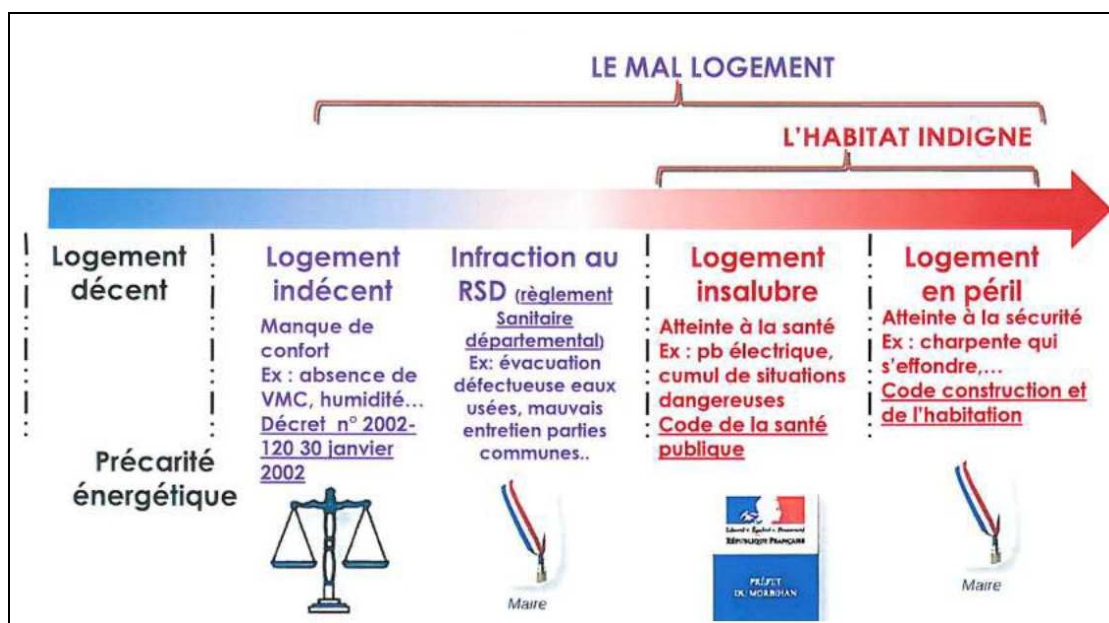 LE MAL LOGEMENT
L'HABITAT INDIGNE
Logement
décent
Précarité
énergétique
Logement
indécent
Manque de
confort
Ex : absence de
VMC, humidité…
Décret n° 2002-
120 30 janvier
2002
Infraction au
RSD (règlement
Sanitaire
départemental)
Ex: évacuation
défectueuse eaux
usées, mauvais
entretien parties
communes..
Maire
Logement
insalubre
Atteinte à la santé
Ex : pb électrique,
cumul de situations
dangereuses
Code de la santé
publique
Liberté • Égalité • Fraternité
RÉPUBLIQUE FRANÇAISE
PRÉFET
DU MORBIHAN
Logement
en péril
Atteinte à la sécurité
Ex : charpente qui
s'effondre,…
Code construction et
de l'habitation
Maire